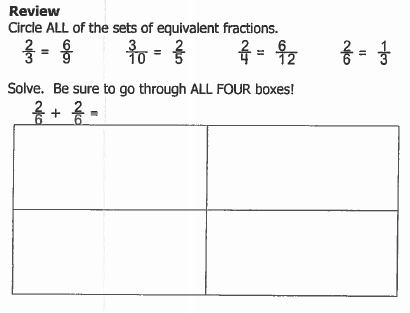 Review
Circle ALL of the sets of equivalent fractions.
2/3 = 6/9 3/10 = 2/5 2/4 = 6/12 2/6 = 1/3
Solve. Be sure to go through ALL FOUR boxes!
2/6 + 2/6 =